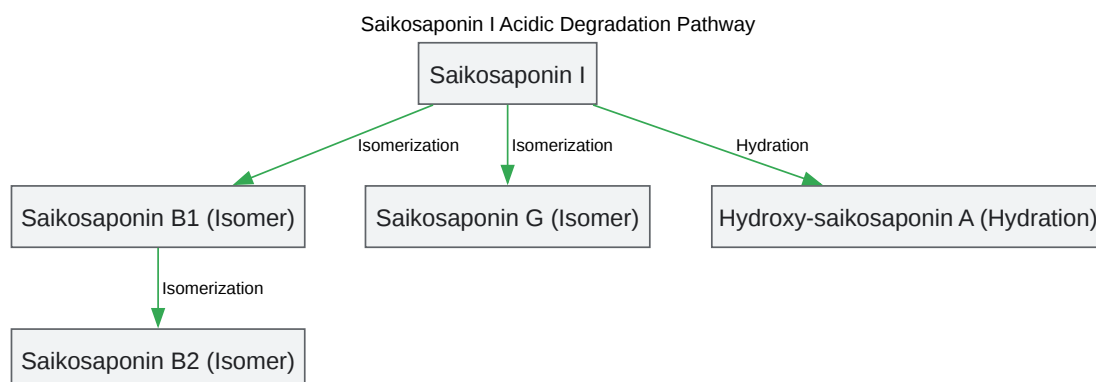 Saikosaponin I Acidic Degradation Pathway
Saikosaponin I
Isomerization
Isomerization
Hydration
Saikosaponin B1 (Isomer)
Saikosaponin G (Isomer)
Hydroxy-saikosaponin A (Hydration)
Isomerization
Saikosaponin B2 (Isomer)